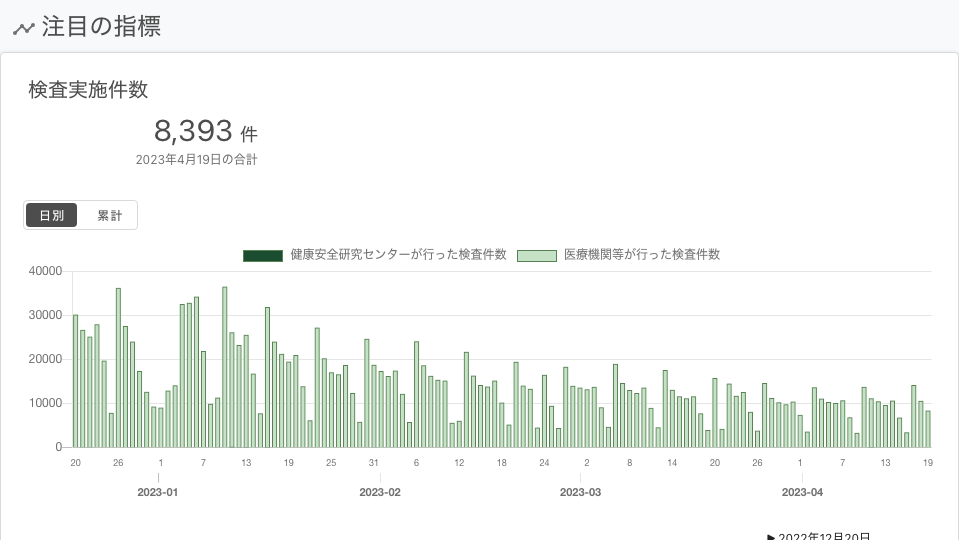 注目の指標
検査実施件数
8,393 件
2023年4月19日の合計
日別 累計
健康安全研究センターが行った検査件数 医療機関等が行った検査件数
40000
30000
20000
10000
0
20 26 1 7 13 19 25 31 6 12 18 24 2 8 14 20 26 1 7 13 19
2023-01 2023-02 2023-03 2023-04
▶ 2022年12月20日